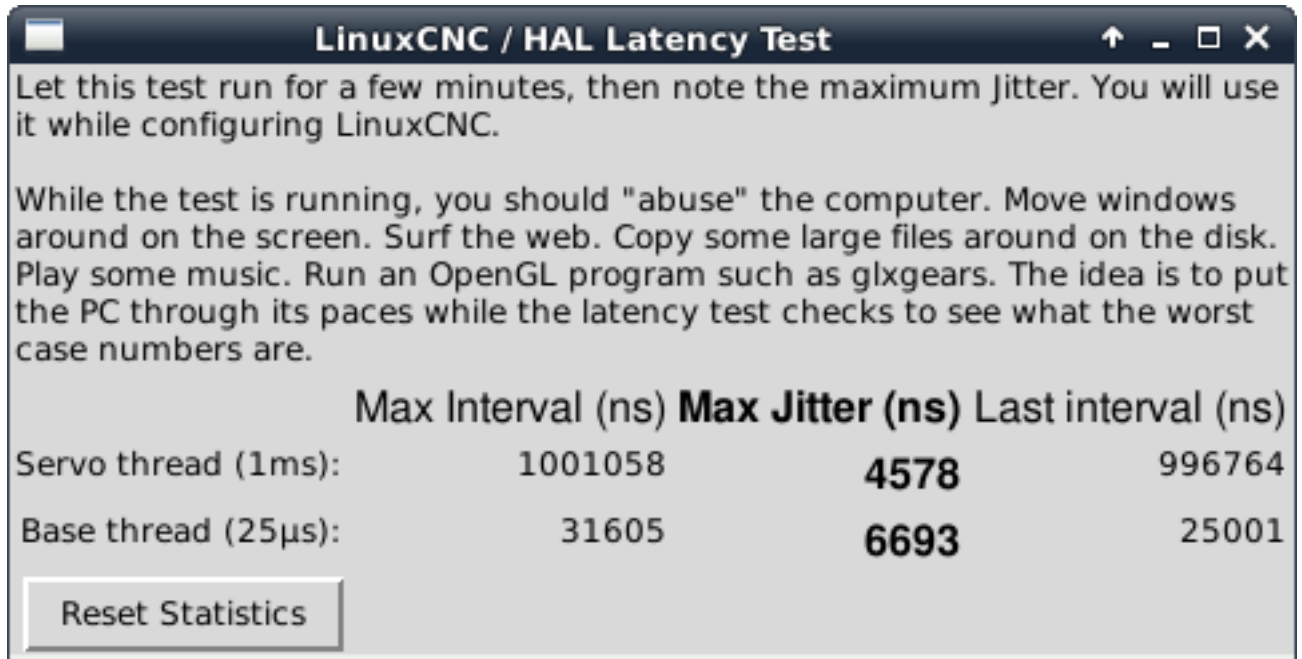 LinuxCNC / HAL Latency Test
Let this test run for a few minutes, then note the maximum Jitter. You will use
it while configuring LinuxCNC.
While the test is running, you should "abuse" the computer. Move windows
around on the screen. Surf the web. Copy some large files around on the disk.
Play some music. Run an OpenGL program such as glxgears. The idea is to put
the PC through its paces while the latency test checks to see what the worst
case numbers are.
Max Interval (ns) Max Jitter (ns) Last interval (ns)
Servo thread (1ms): 1001058 4578 996764
Base thread (25µs): 31605 6693 25001
Reset Statistics